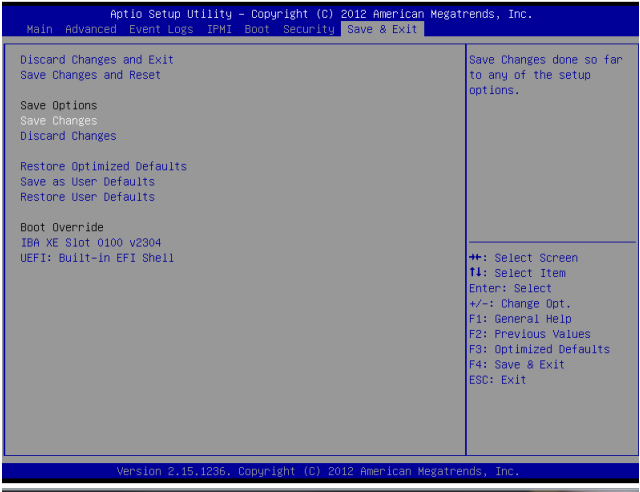 Aptio Setup Utility – Copyright (C) 2012 American Megatrends, Inc.
Main Advanced Event Logs IPMI Boot Security Save & Exit
Discard Changes and Exit
Save Changes and Reset
Save Options
Save Changes
Discard Changes
Restore Optimized Defaults
Save as User Defaults
Restore User Defaults
Boot Override
IBA XE Slot 0100 v2304
UEFI: Built-in EFI Shell
Save Changes done so far
to any of the setup
options.
→←: Select Screen
↑↓: Select Item
Enter: Select
+/-: Change Opt.
F1: General Help
F2: Previous Values
F3: Optimized Defaults
F4: Save & Exit
ESC: Exit
Version 2.15.1236. Copyright (C) 2012 American Megatrends, Inc.